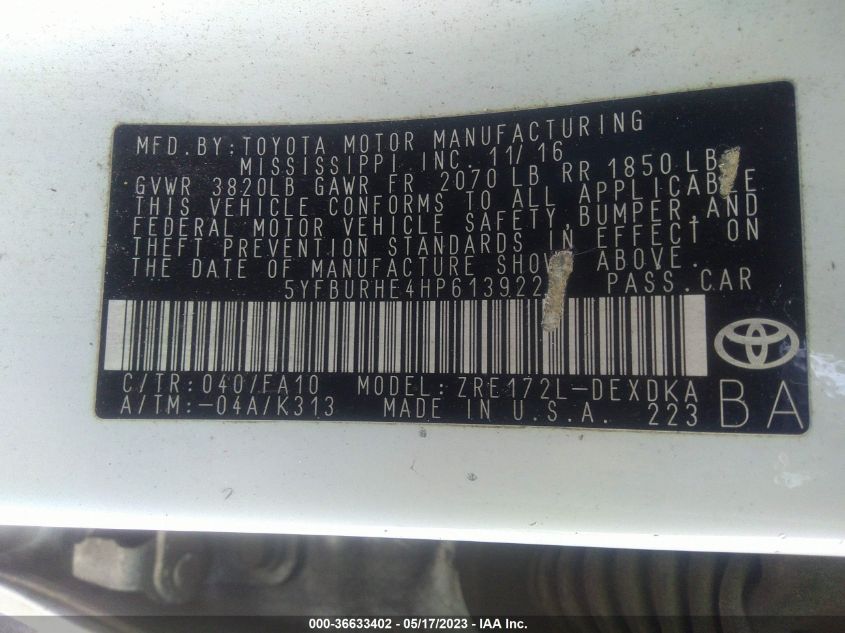 MFD. BY: TOYOTA MOTOR MANUFACTURING
MISSISSIPPI, INC. 11/16
GVWR 3820LB GAWR FR 2070 LB RR 1850 LB
THIS VEHICLE CONFORMS TO ALL APPLICABLE
FEDERAL MOTOR VEHICLE SAFETY, BUMPER, AND
THEFT PREVENTION STANDARDS IN EFFECT ON
THE DATE OF MANUFACTURE SHOWN ABOVE.
5YFBURHE4HP613922 PASS. CAR
C/TR: 040/FA10 MODEL: ZRE172L-DEXDKA
A/TM: -04A/K313 MADE IN U.S.A. 223 BA
000-36633402 - 05/17/2023 - IAA Inc.